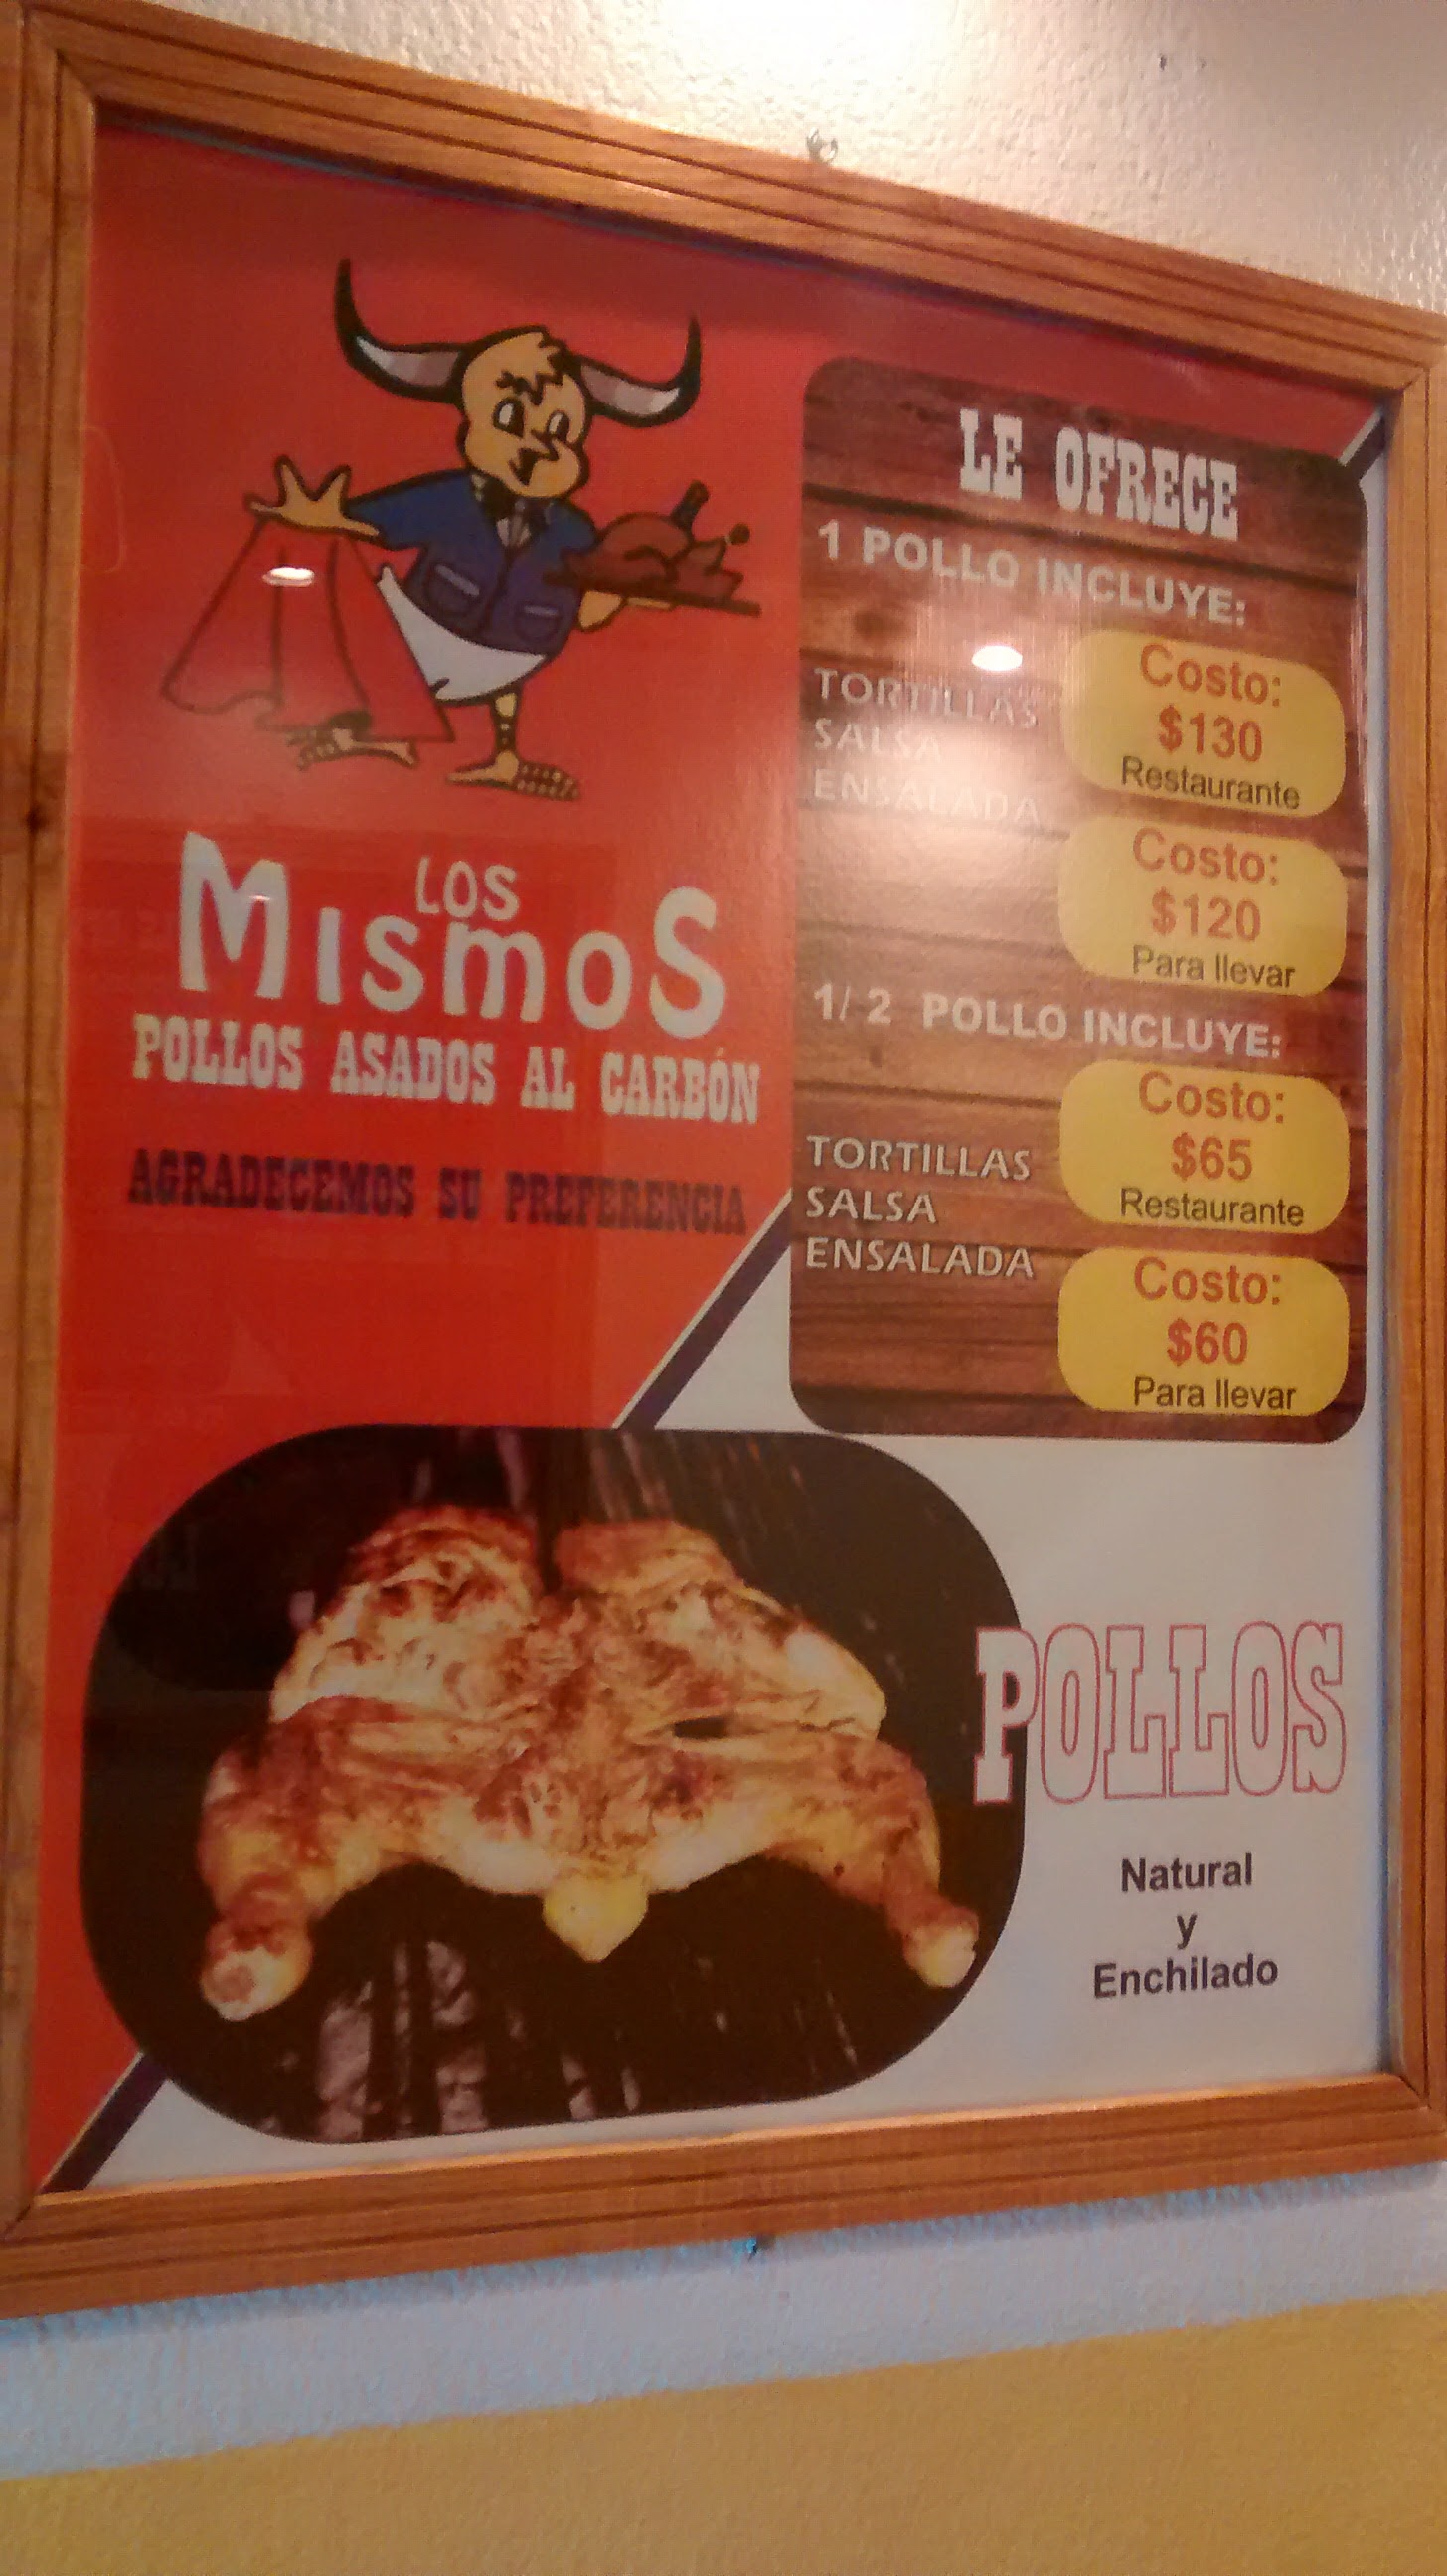 LOS
MismoS
POLLOS ASADOS AL CARBÓN
AGRADECEMOS SU PREFERENCIA
LE OFRECE
1 POLLO INCLUYE:
TORTILLAS
SALSA
ENSALADA
Costo:
$130
Restaurante
Costo:
$120
Para llevar
1/2 POLLO INCLUYE:
TORTILLAS
SALSA
ENSALADA
Costo:
$65
Restaurante
Costo:
$60
Para llevar
POLLOS
Natural
y
Enchilado